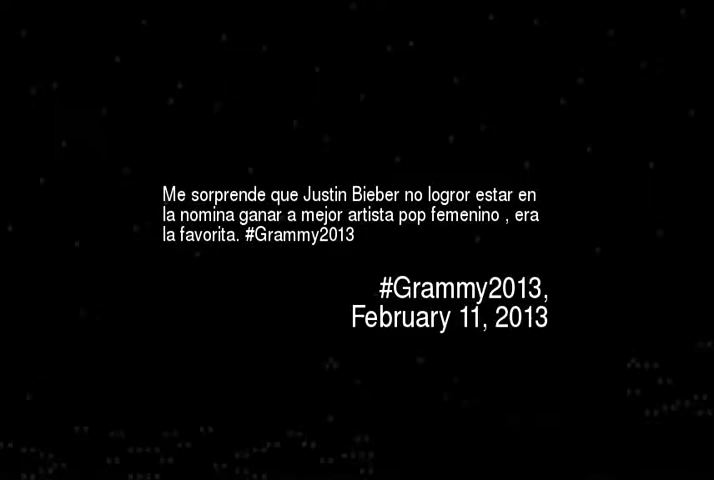 Me sorprende que Justin Bieber no logror estar en
la nomina ganar a mejor artista pop femenino , era
la favorita. #Grammy2013
#Grammy2013,
February 11, 2013